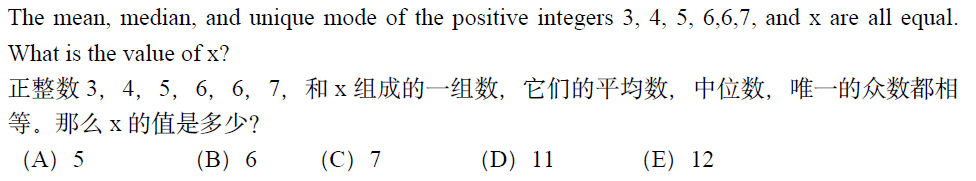 The mean, median, and unique mode of the positive integers 3, 4, 5, 6,6,7, and x are all equal.
What is the value of x?
正整数 3，4，5，6，6，7，和 x 组成的一组数，它们的平均数，中位数，唯一的众数都相
等。那么 x 的值是多少？
（A）5 （B）6 （C）7 （D）11 （E）12